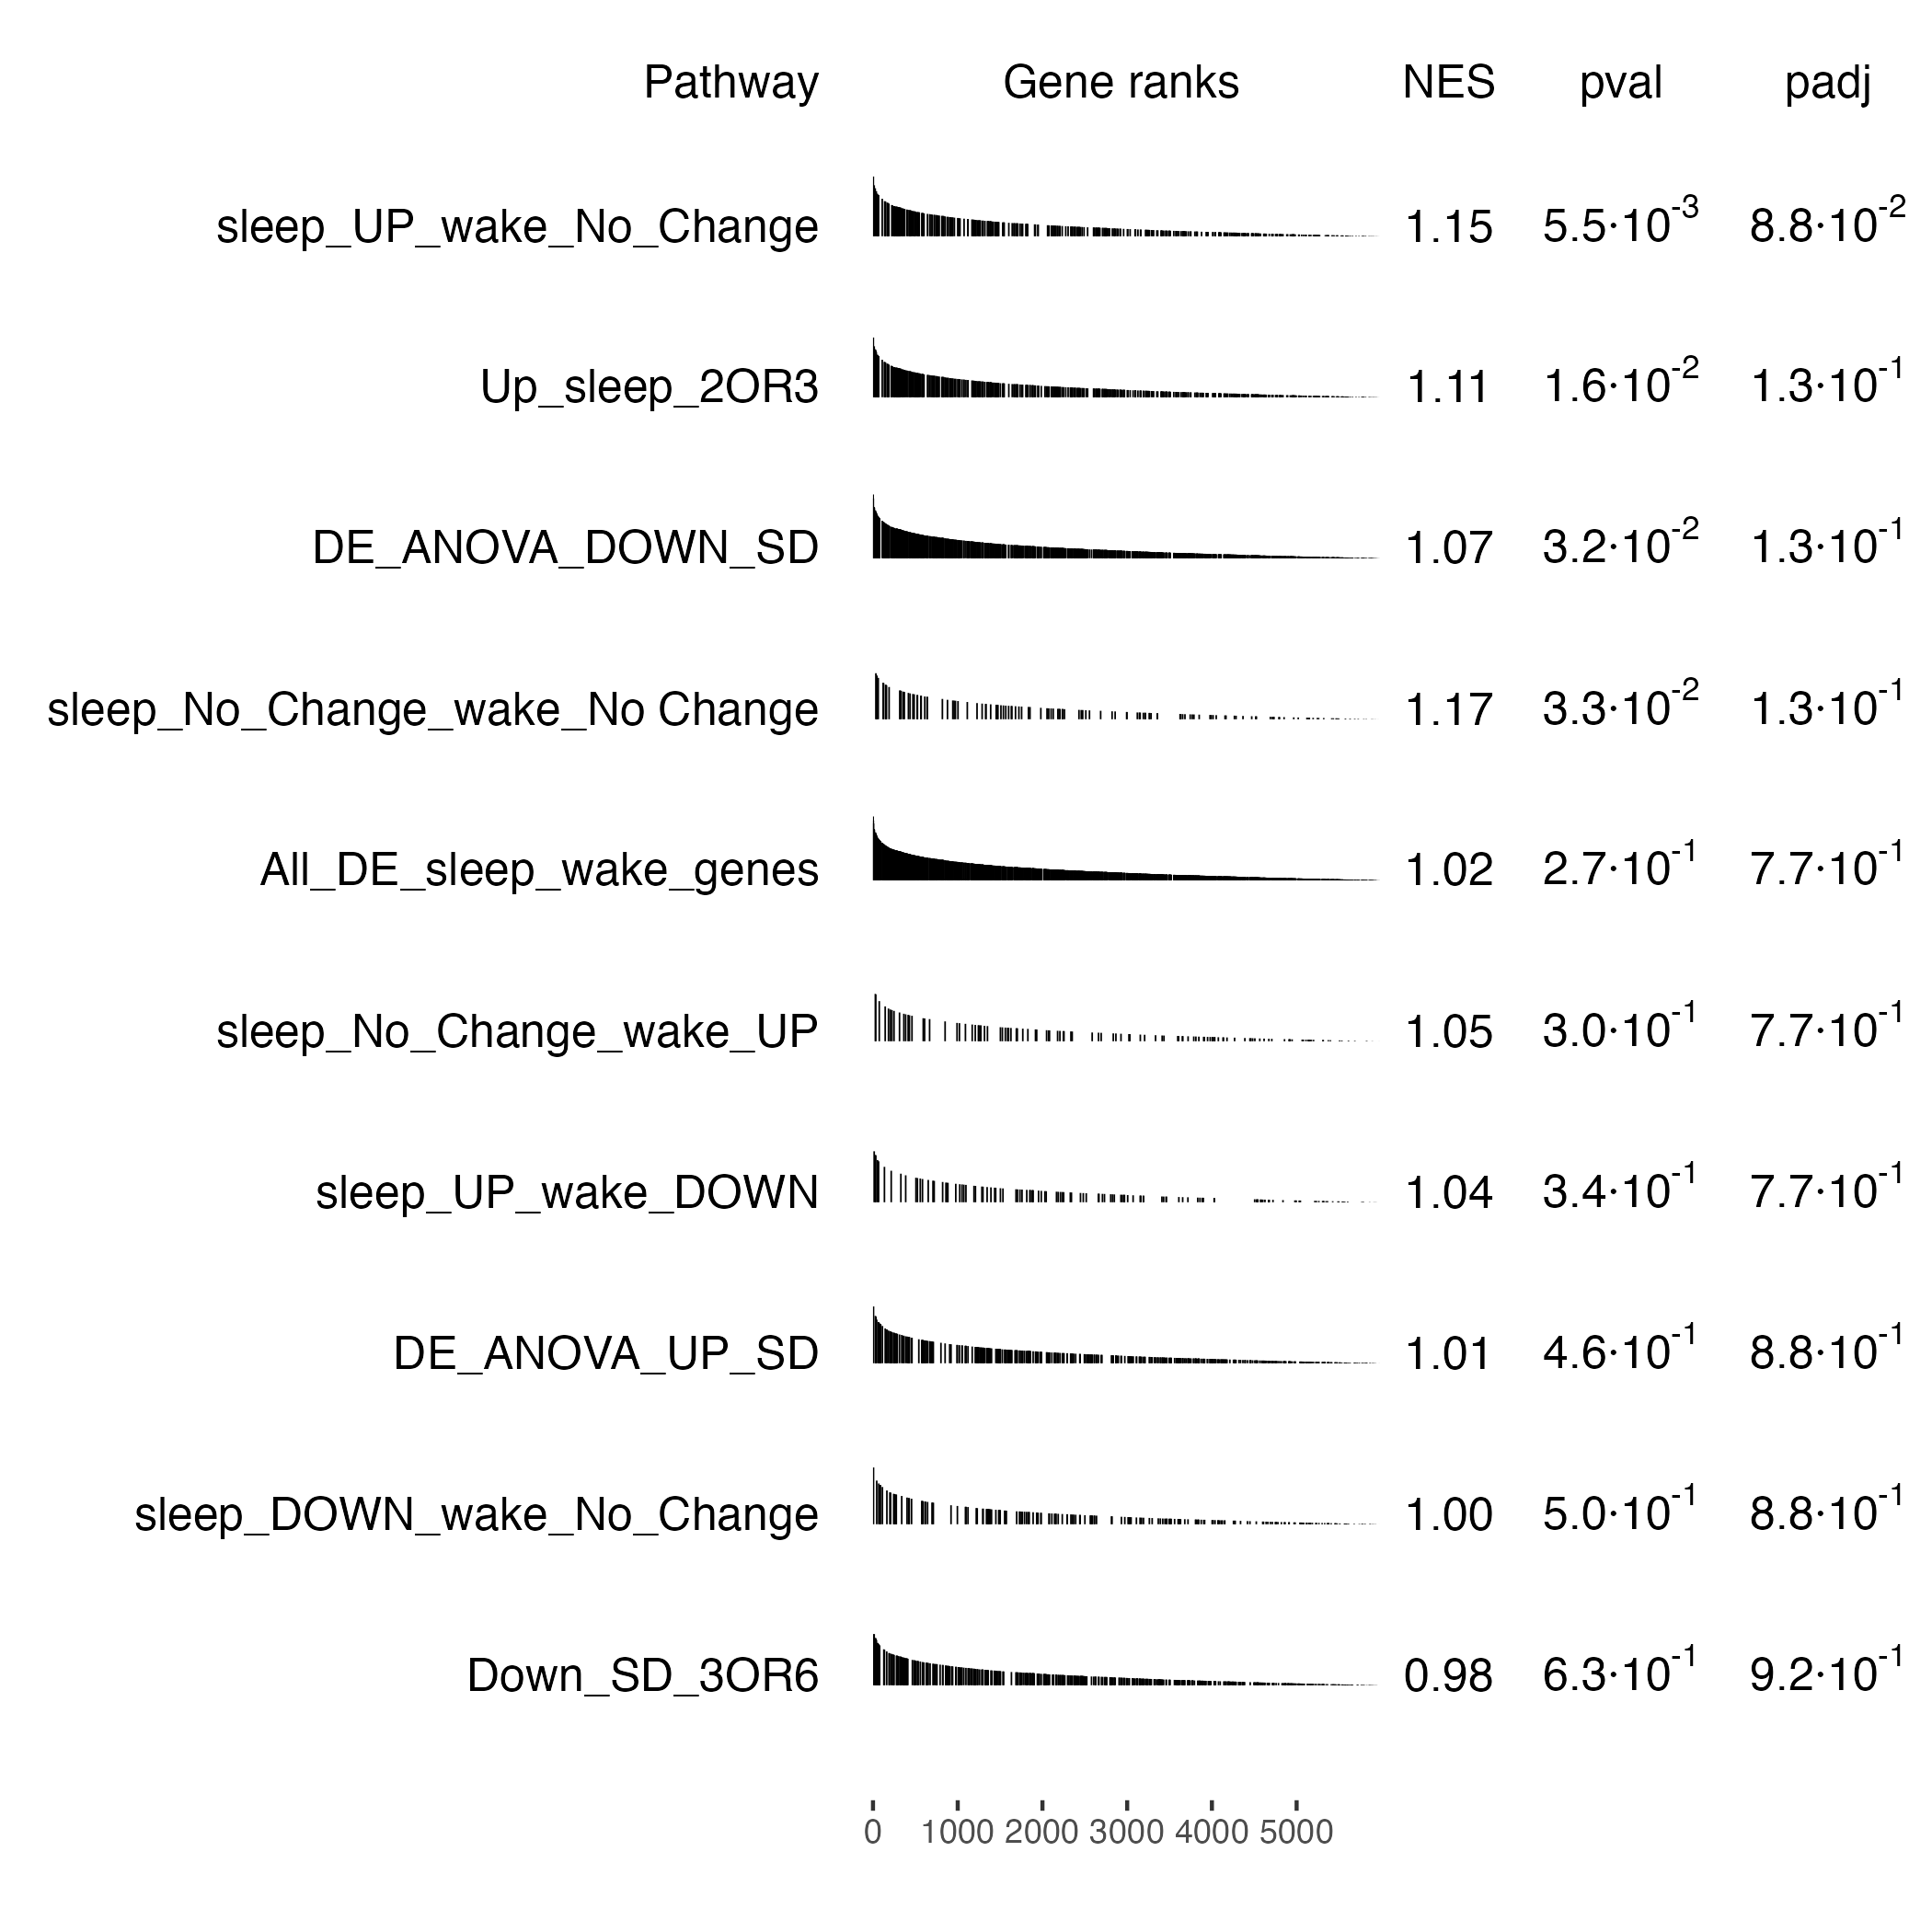 Pathway Gene ranks NES pval padj
sleep_UP_wake_No_Change 1.15 5.5·10⁻³ 8.8·10⁻²
Up_sleep_2OR3 1.11 1.6·10⁻² 1.3·10⁻¹
DE_ANOVA_DOWN_SD 1.07 3.2·10⁻² 1.3·10⁻¹
sleep_No_Change_wake_No Change 1.17 3.3·10⁻² 1.3·10⁻¹
All_DE_sleep_wake_genes 1.02 2.7·10⁻¹ 7.7·10⁻¹
sleep_No_Change_wake_UP 1.05 3.0·10⁻¹ 7.7·10⁻¹
sleep_UP_wake_DOWN 1.04 3.4·10⁻¹ 7.7·10⁻¹
DE_ANOVA_UP_SD 1.01 4.6·10⁻¹ 8.8·10⁻¹
sleep_DOWN_wake_No_Change 1.00 5.0·10⁻¹ 8.8·10⁻¹
Down_SD_3OR6 0.98 6.3·10⁻¹ 9.2·10⁻¹
0 1000 2000 3000 4000 5000